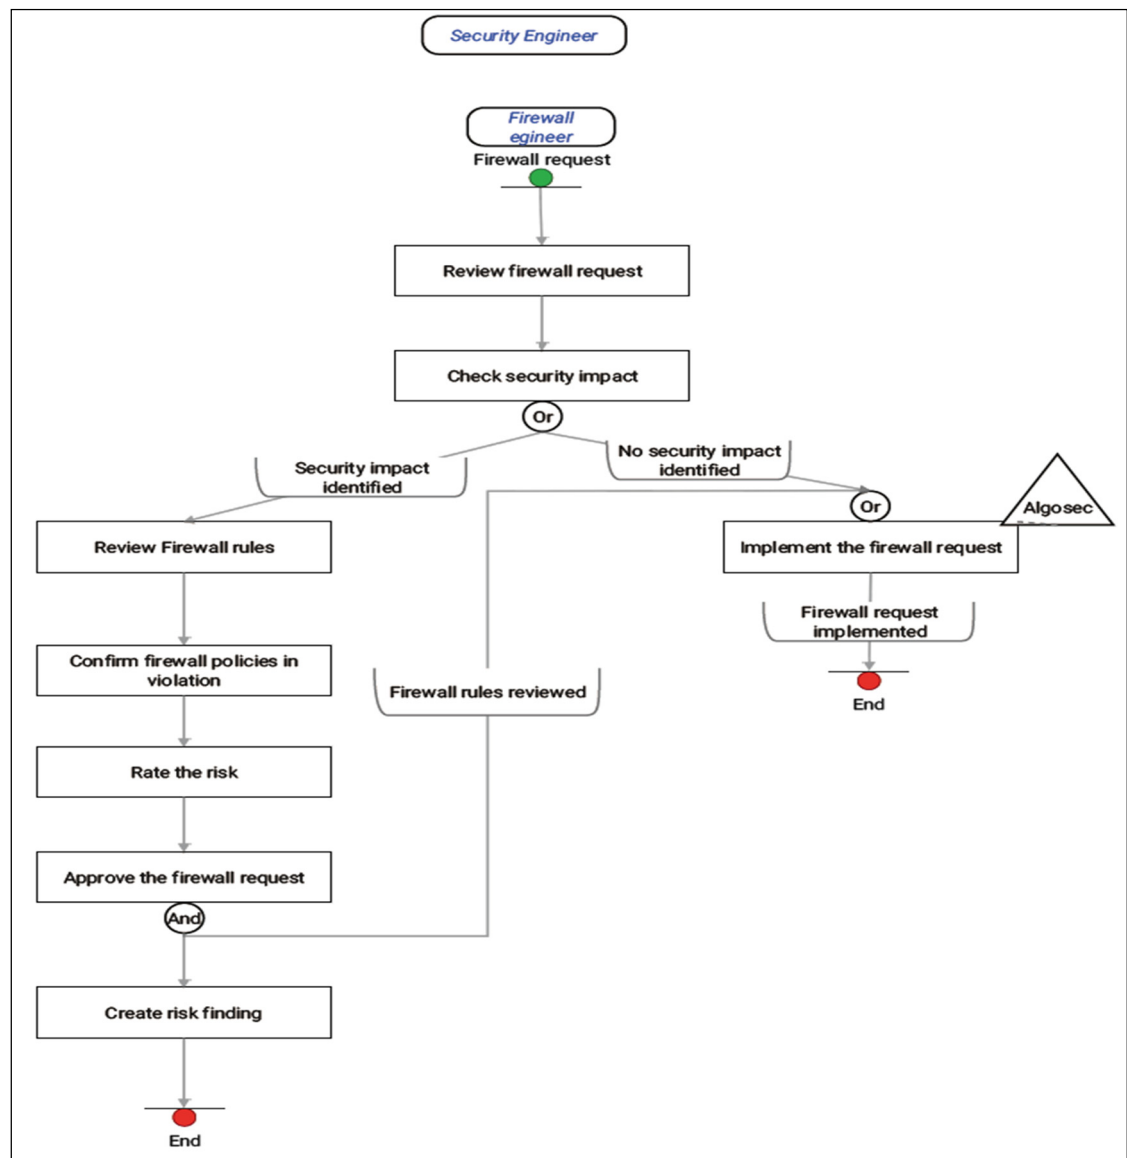 Security Engineer
Firewall
egineer
Firewall request
Review firewall request
Check security impact
Or
Security impact
identified
No security impact
identified
Or
Algosec
Review Firewall rules
Implement the firewall request
Firewall request
implemented
Confirm firewall policies in
violation
Firewall rules reviewed
End
Rate the risk
Approve the firewall request
And
Create risk finding
End